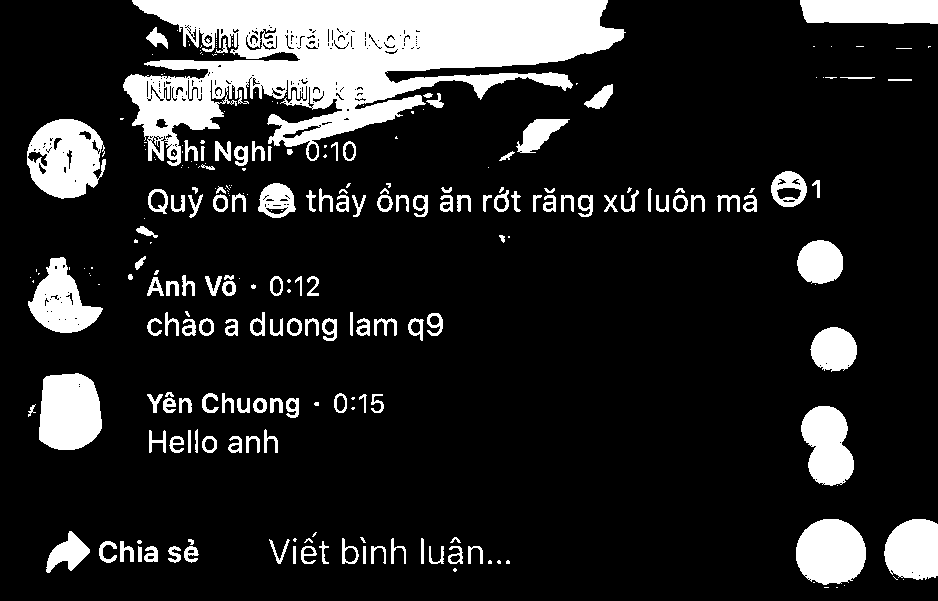 Nghi đã trả lời Nghi
Ninh bình ship k a
Nghi Nghi · 0:10
Quỷ ôn 😂 thấy ổng ăn rớt răng xứ luôn má 😆1
Ánh Võ · 0:12
chào a duong lam q9
Yên Chuong · 0:15
Hello anh
Chia sẻ Viết bình luận...